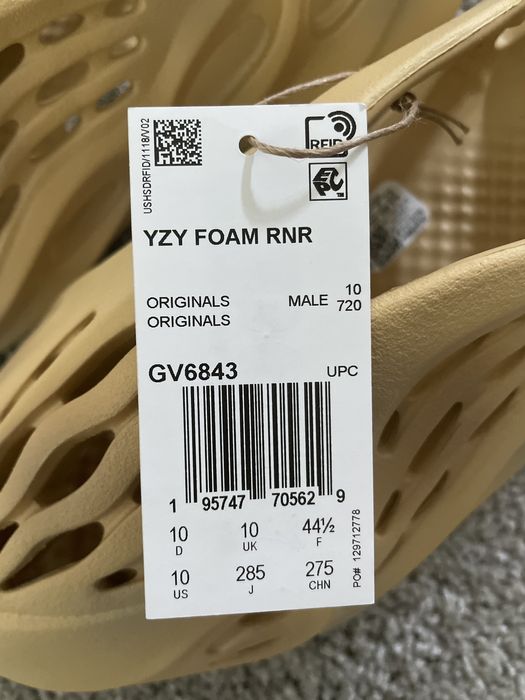 USHSDRFID/1118/V02
RFID
EPC™
YZY FOAM RNR
ORIGINALS MALE 10
ORIGINALS 720
GV6843 UPC
1 95747 70562 9
10 10 44½
D UK F
10 285 275
US J CHN
PO# 129712778